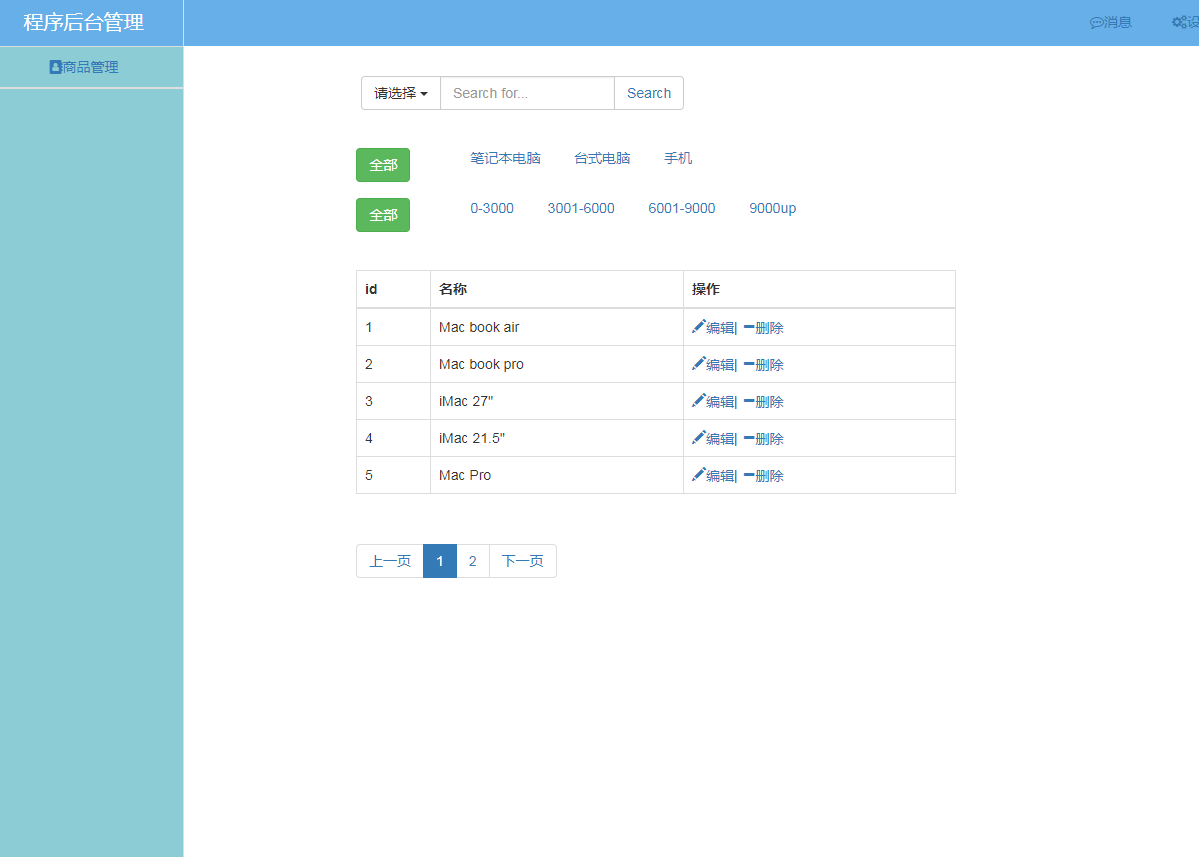 程序后台管理 消息 设
商品管理
请选择 Search for... Search
全部 笔记本电脑 台式电脑 手机
全部 0-3000 3001-6000 6001-9000 9000up
id 名称 操作
1 Mac book air 编辑| 删除
2 Mac book pro 编辑| 删除
3 iMac 27" 编辑| 删除
4 iMac 21.5" 编辑| 删除
5 Mac Pro 编辑| 删除
上一页 1 2 下一页